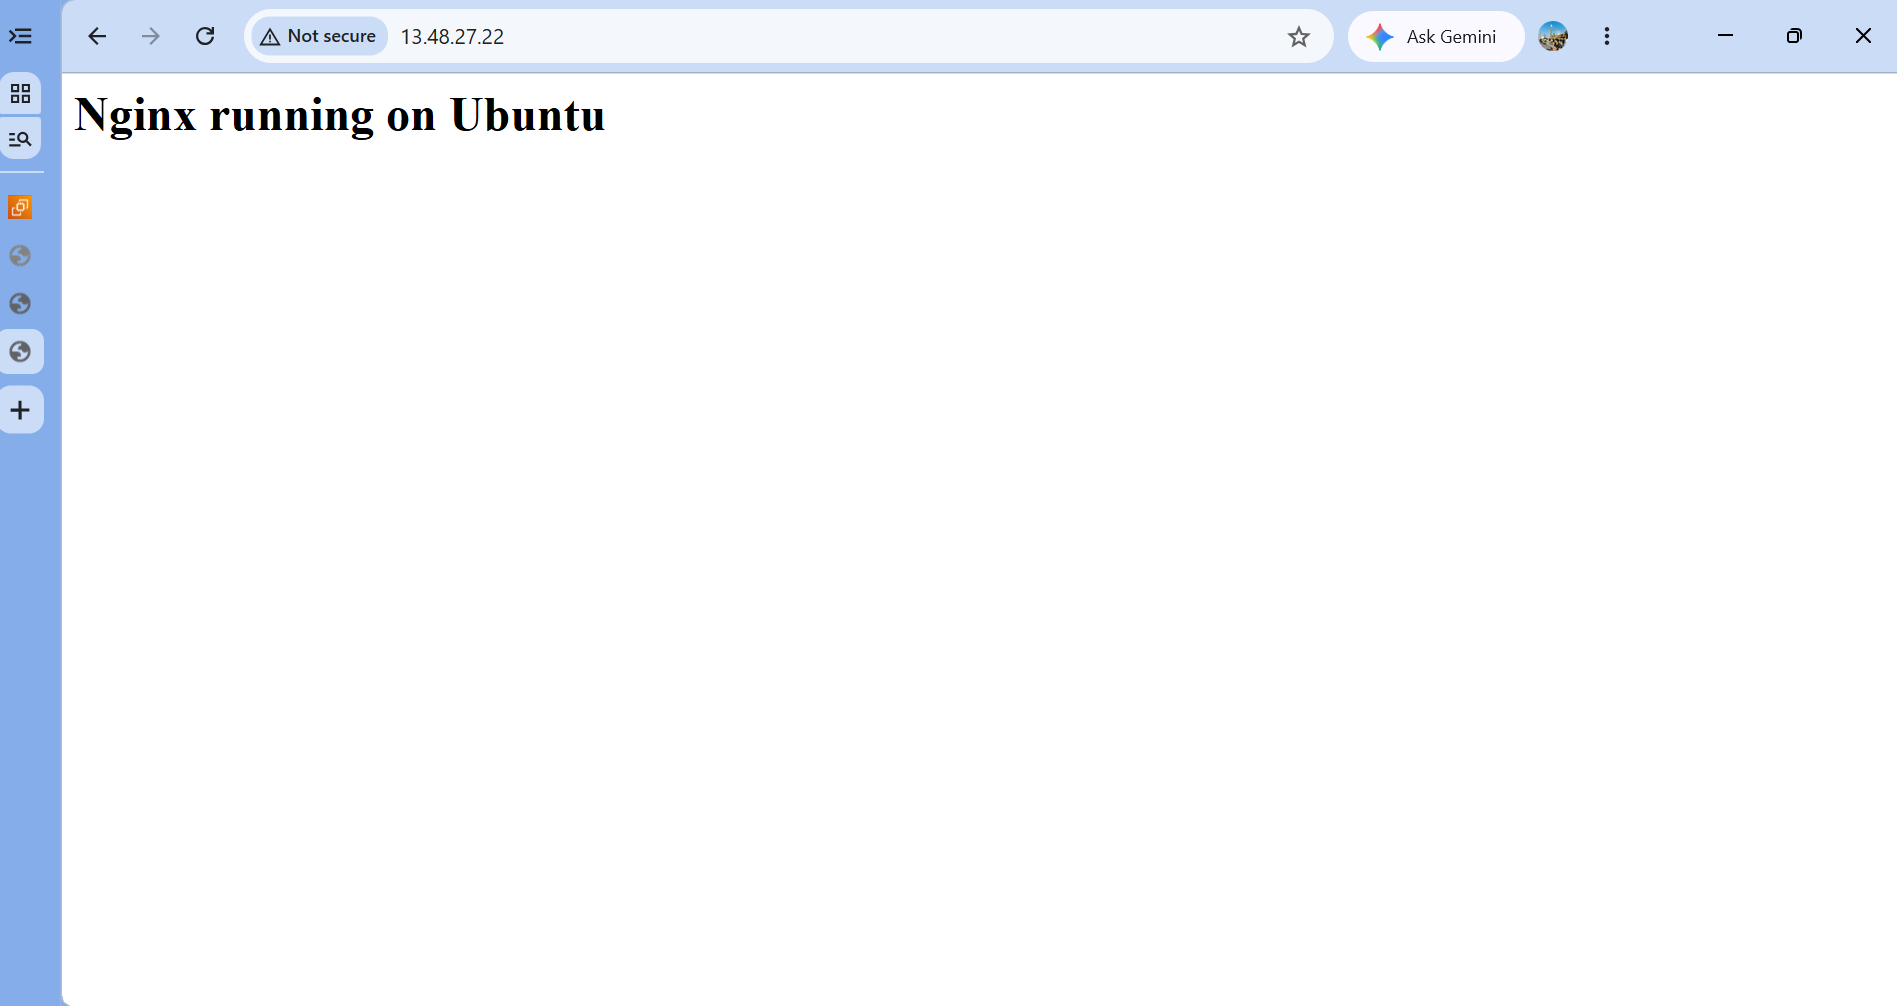 Not secure
13.48.27.22
Ask Gemini
Nginx running on Ubuntu